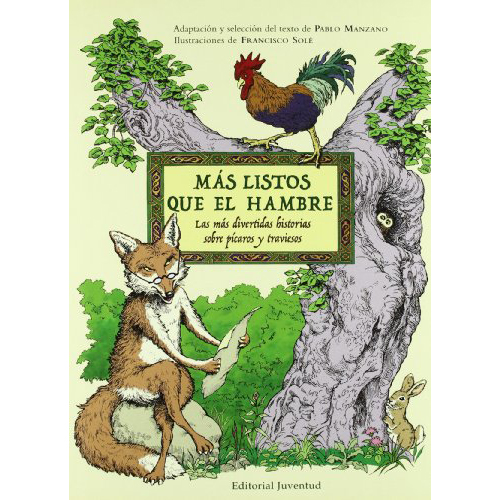 Adaptación y selección del texto de PABLO MANZANO
Ilustraciones de FRANCISCO SOLÉ
MÁS LISTOS
QUE EL HAMBRE
Las más divertidas historias
sobre pícaros y traviesos
Editorial Juventud